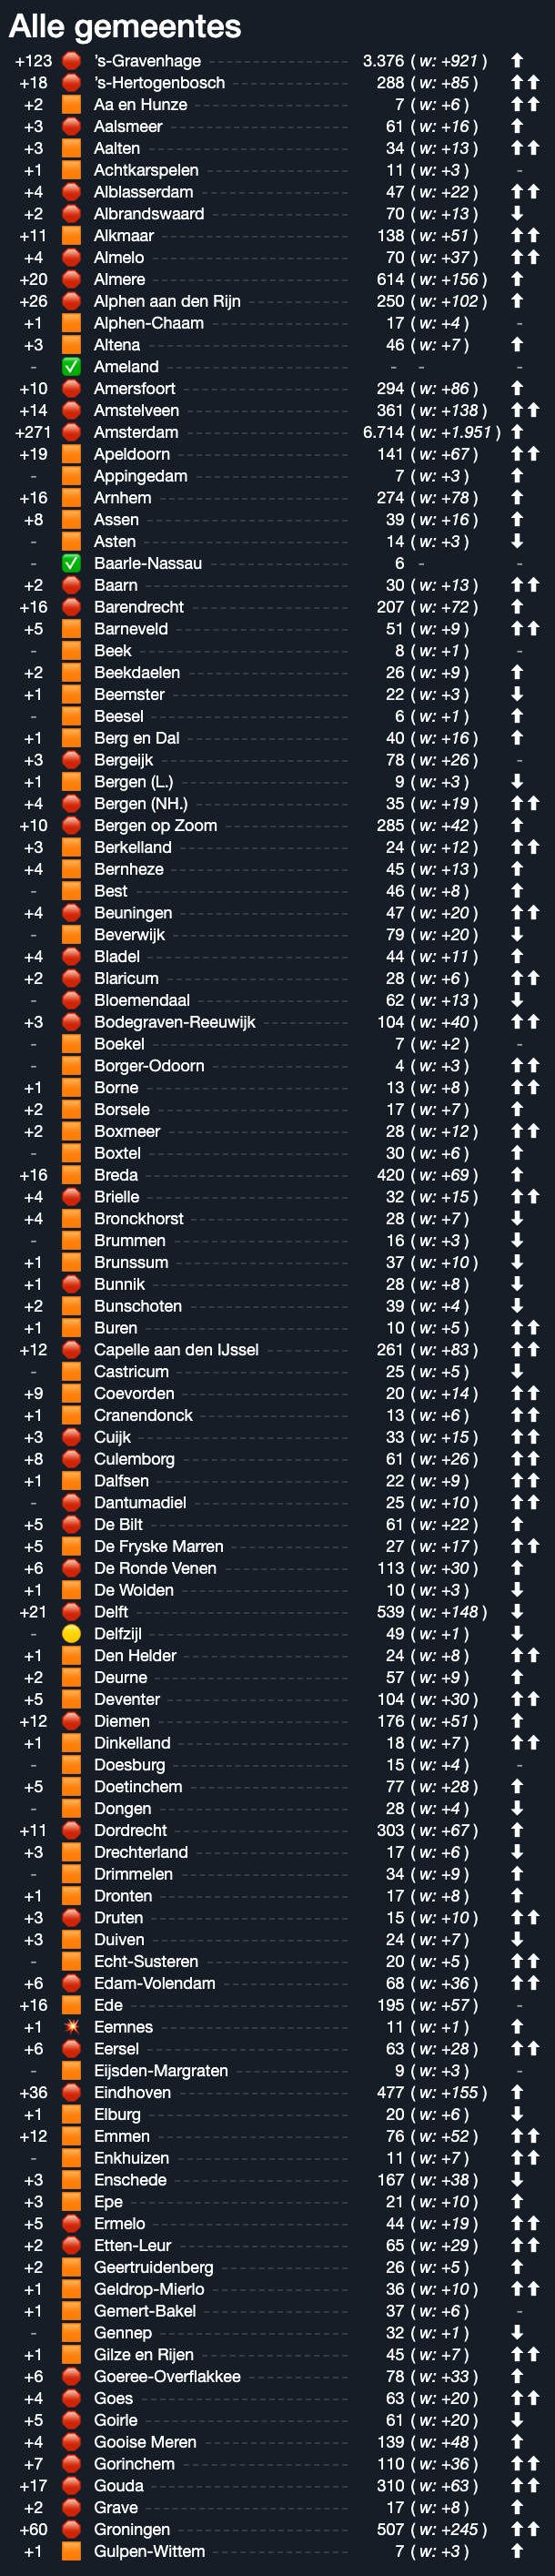 Alle gemeentes
+123 's-Gravenhage 3.376 ( w: +921 )
+18 's-Hertogenbosch 288 ( w: +85 )
+2 Aa en Hunze 7 ( w: +6 )
+3 Aalsmeer 61 ( w: +16 )
+3 Aalten 34 ( w: +13 )
+1 Achtkarspelen 11 ( w: +3 ) -
+4 Alblasserdam 47 ( w: +22 )
+2 Albrandswaard 70 ( w: +13 )
+11 Alkmaar 138 ( w: +51 )
+4 Almelo 70 ( w: +37 )
+20 Almere 614 ( w: +156 )
+26 Alphen aan den Rijn 250 ( w: +102 )
+1 Alphen-Chaam 17 ( w: +4 ) -
+3 Altena 46 ( w: +7 )
- Ameland - - -
+10 Amersfoort 294 ( w: +86 )
+14 Amstelveen 361 ( w: +138 )
+271 Amsterdam 6.714 ( w: +1.951 )
+19 Apeldoorn 141 ( w: +67 )
- Appingedam 7 ( w: +3 )
+16 Arnhem 274 ( w: +78 )
+8 Assen 39 ( w: +16 )
- Asten 14 ( w: +3 )
- Baarle-Nassau 6 - -
+2 Baarn 30 ( w: +13 )
+16 Barendrecht 207 ( w: +72 )
+5 Barneveld 51 ( w: +9 )
- Beek 8 ( w: +1 ) -
+2 Beekdaelen 26 ( w: +9 )
+1 Beemster 22 ( w: +3 )
- Beesel 6 ( w: +1 )
+1 Berg en Dal 40 ( w: +16 )
+3 Bergeijk 78 ( w: +26 ) -
+1 Bergen (L.) 9 ( w: +3 )
+4 Bergen (NH.) 35 ( w: +19 )
+10 Bergen op Zoom 285 ( w: +42 )
+3 Berkelland 24 ( w: +12 )
+4 Bernheze 45 ( w: +13 )
- Best 46 ( w: +8 )
+4 Beuningen 47 ( w: +20 )
- Beverwijk 79 ( w: +20 )
+4 Bladel 44 ( w: +11 )
+2 Blaricum 28 ( w: +6 )
- Bloemendaal 62 ( w: +13 )
+3 Bodegraven-Reeuwijk 104 ( w: +40 )
- Boekel 7 ( w: +2 ) -
- Borger-Odoorn 4 ( w: +3 )
+1 Borne 13 ( w: +8 )
+2 Borsele 17 ( w: +7 )
+2 Boxmeer 28 ( w: +12 )
- Boxtel 30 ( w: +6 )
+16 Breda 420 ( w: +69 )
+4 Brielle 32 ( w: +15 )
+4 Bronckhorst 28 ( w: +7 )
- Brummen 16 ( w: +3 )
+1 Brunssum 37 ( w: +10 )
+1 Bunnik 28 ( w: +8 )
+2 Bunschoten 39 ( w: +4 )
+1 Buren 10 ( w: +5 )
+12 Capelle aan den IJssel 261 ( w: +83 )
- Castricum 25 ( w: +5 )
+9 Coevorden 20 ( w: +14 )
+1 Cranendonck 13 ( w: +6 )
+3 Cuijk 33 ( w: +15 )
+8 Culemborg 61 ( w: +26 )
+1 Dalfsen 22 ( w: +9 )
- Dantumadiel 25 ( w: +10 )
+5 De Bilt 61 ( w: +22 )
+5 De Fryske Marren 27 ( w: +17 )
+6 De Ronde Venen 113 ( w: +30 )
+1 De Wolden 10 ( w: +3 )
+21 Delft 539 ( w: +148 )
- Delfzijl 49 ( w: +1 )
+1 Den Helder 24 ( w: +8 )
+2 Deurne 57 ( w: +9 )
+5 Deventer 104 ( w: +30 )
+12 Diemen 176 ( w: +51 )
+1 Dinkelland 18 ( w: +7 )
- Doesburg 15 ( w: +4 ) -
+5 Doetinchem 77 ( w: +28 )
- Dongen 28 ( w: +4 )
+11 Dordrecht 303 ( w: +67 )
+3 Drechterland 17 ( w: +6 )
- Drimmelen 34 ( w: +9 )
+1 Dronten 17 ( w: +8 )
+3 Druten 15 ( w: +10 )
+3 Duiven 24 ( w: +7 )
- Echt-Susteren 20 ( w: +5 )
+6 Edam-Volendam 68 ( w: +36 )
+16 Ede 195 ( w: +57 ) -
+1 Eemnes 11 ( w: +1 )
+6 Eersel 63 ( w: +28 )
- Eijsden-Margraten 9 ( w: +3 ) -
+36 Eindhoven 477 ( w: +155 )
+1 Elburg 20 ( w: +6 )
+12 Emmen 76 ( w: +52 )
- Enkhuizen 11 ( w: +7 )
+3 Enschede 167 ( w: +38 )
+3 Epe 21 ( w: +10 )
+5 Ermelo 44 ( w: +19 )
+2 Etten-Leur 65 ( w: +29 )
+2 Geertruidenberg 26 ( w: +5 )
+1 Geldrop-Mierlo 36 ( w: +10 )
+1 Gemert-Bakel 37 ( w: +6 ) -
- Gennep 32 ( w: +1 )
+1 Gilze en Rijen 45 ( w: +7 )
+6 Goeree-Overflakkee 78 ( w: +33 )
+4 Goes 63 ( w: +20 )
+5 Goirle 61 ( w: +20 )
+4 Gooise Meren 139 ( w: +48 )
+7 Gorinchem 110 ( w: +36 )
+17 Gouda 310 ( w: +63 )
+2 Grave 17 ( w: +8 )
+60 Groningen 507 ( w: +245 )
+1 Gulpen-Wittem 7 ( w: +3 )